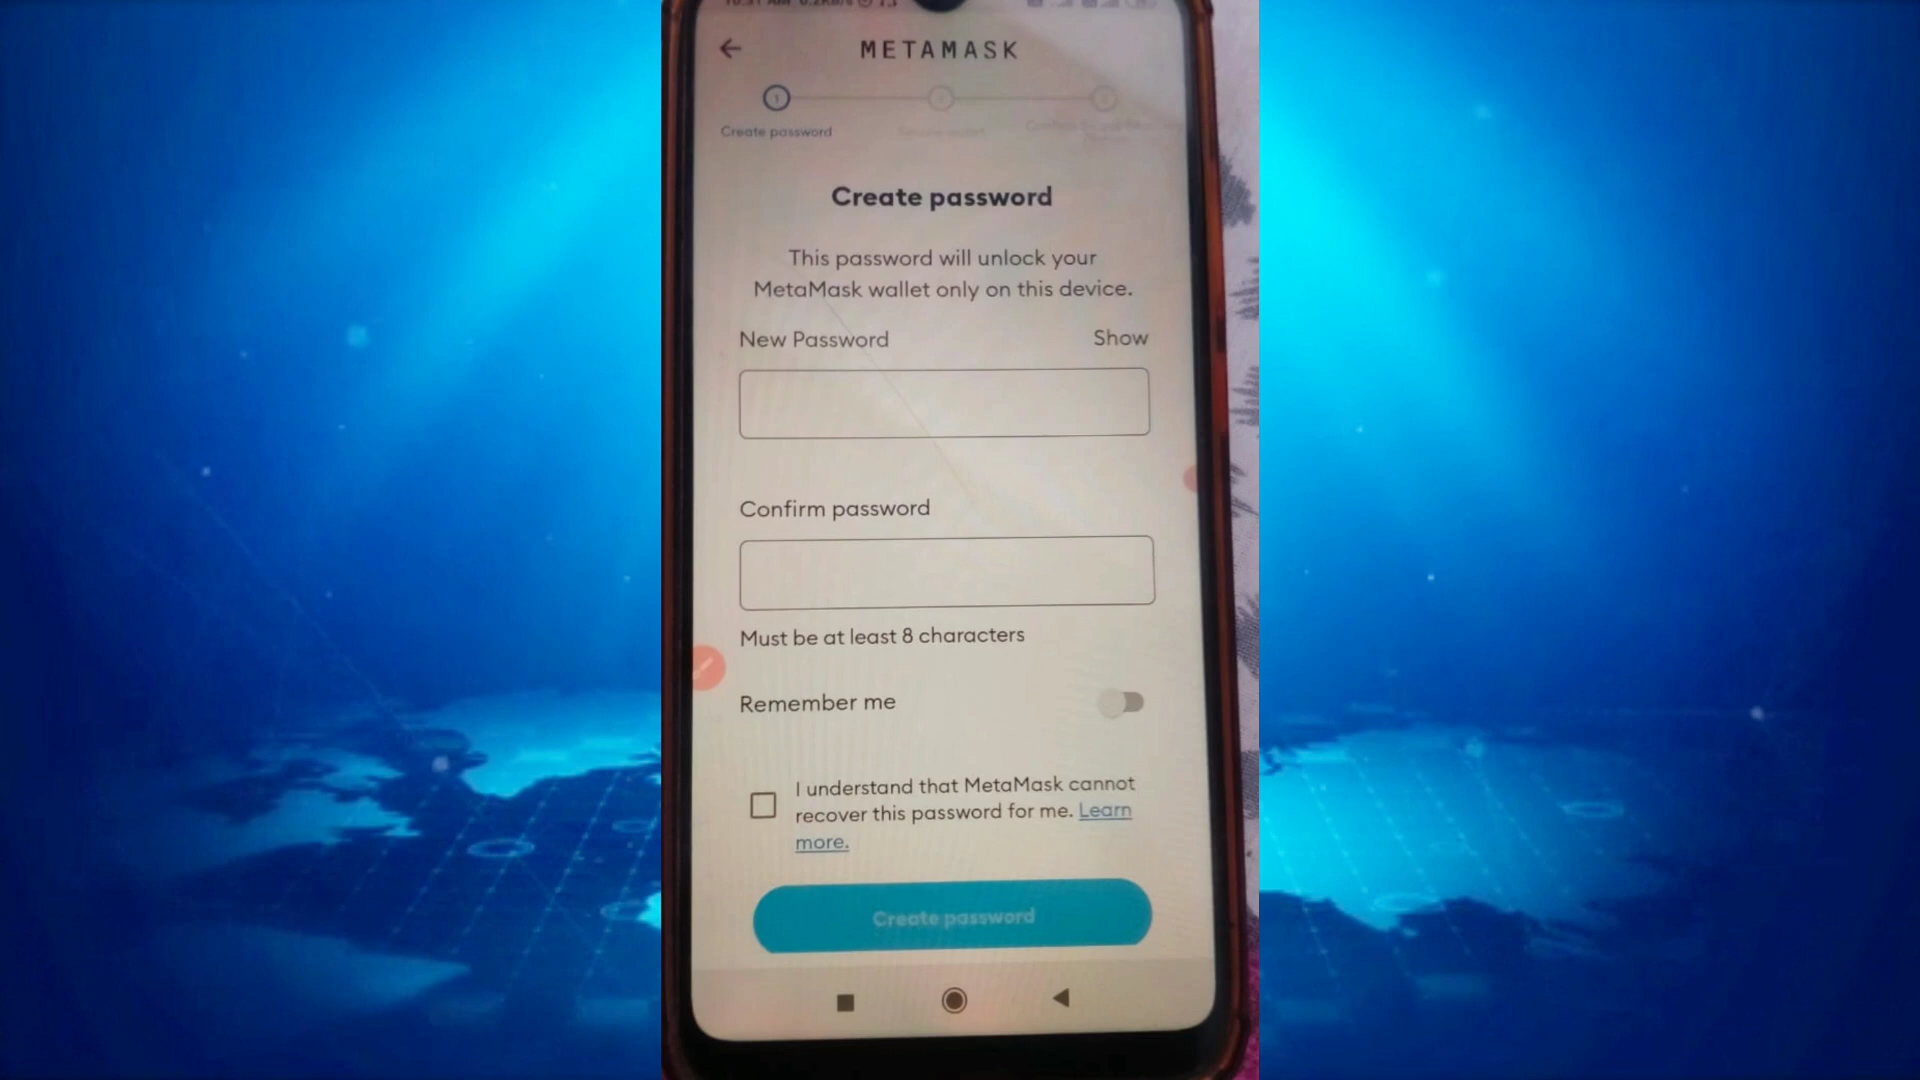 METAMASK
1
Create password
Create password
This password will unlock your
MetaMask wallet only on this device.
New Password Show
Confirm password
Must be at least 8 characters
Remember me
I understand that MetaMask cannot
recover this password for me. Learn
more.
Create password